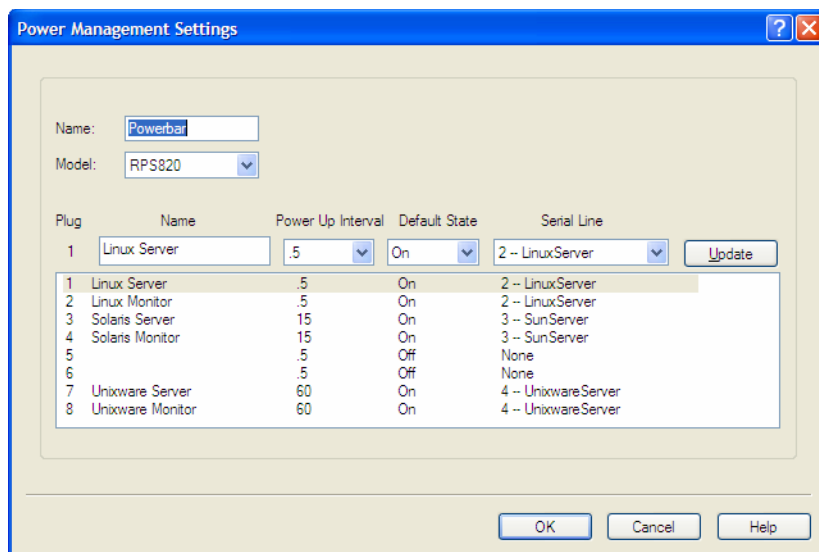 Power Management Settings
Name: Powerbar
Model: RPS820
Plug Name Power Up Interval Default State Serial Line
1 Linux Server .5 On 2 -- LinuxServer Update
1 Linux Server .5 On 2 -- LinuxServer
2 Linux Monitor .5 On 2 -- LinuxServer
3 Solaris Server 15 On 3 -- SunServer
4 Solaris Monitor 15 On 3 -- SunServer
5 .5 Off None
6 .5 Off None
7 Unixware Server 60 On 4 -- UnixwareServer
8 Unixware Monitor 60 On 4 -- UnixwareServer
OK Cancel Help